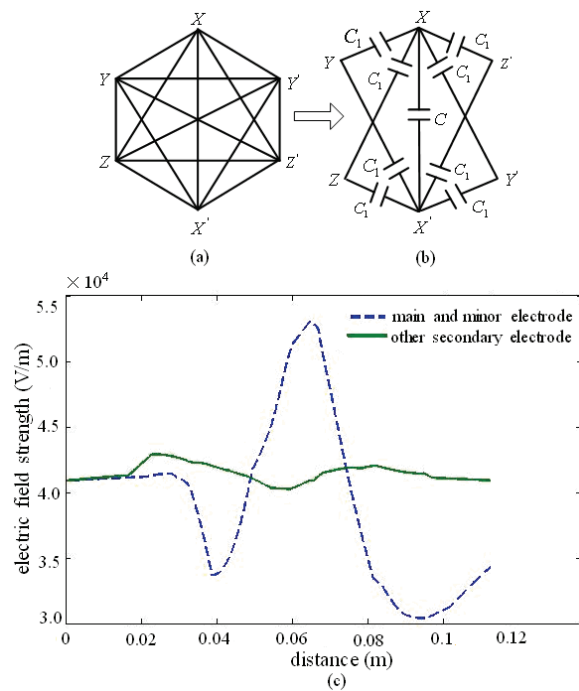 X
Y
Y'
Z
Z'
X'
(a)
X
C₁
C₁
Y
C₁
C₁
Z'
C
C₁
C₁
Z
Y'
C₁
C₁
X'
(b)
× 10⁴
5.5
5.0
4.5
4.0
3.5
3.0
0
0.02
0.04
0.06
0.08
0.1
0.12
electric field strength (V/m)
main and minor electrode
other secondary electrode
distance (m)
(c)